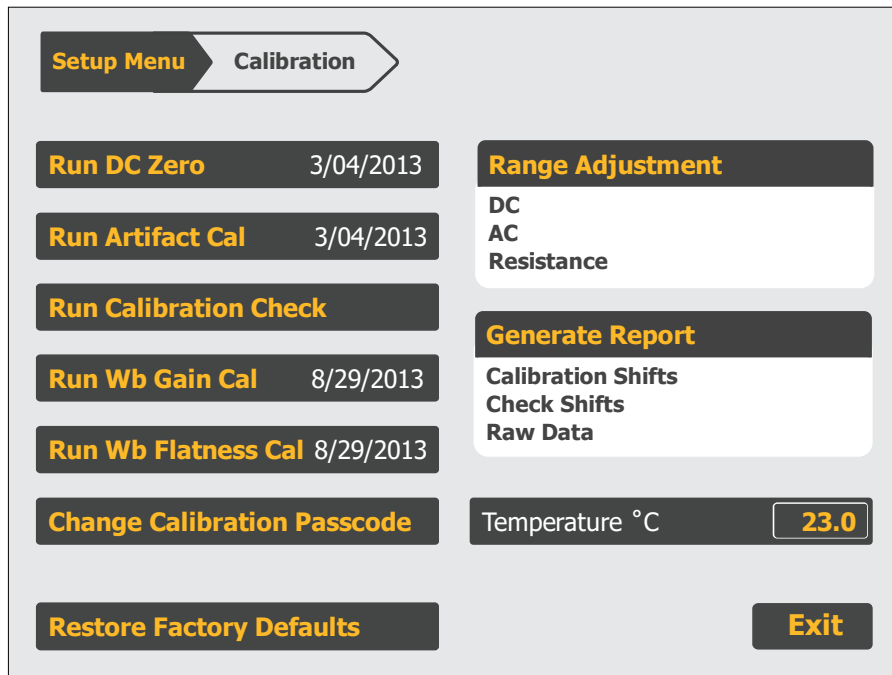 Setup Menu Calibration
Run DC Zero 3/04/2013
Run Artifact Cal 3/04/2013
Run Calibration Check
Run Wb Gain Cal 8/29/2013
Run Wb Flatness Cal 8/29/2013
Change Calibration Passcode
Restore Factory Defaults
Range Adjustment
DC
AC
Resistance
Generate Report
Calibration Shifts
Check Shifts
Raw Data
Temperature ˚C 23.0
Exit